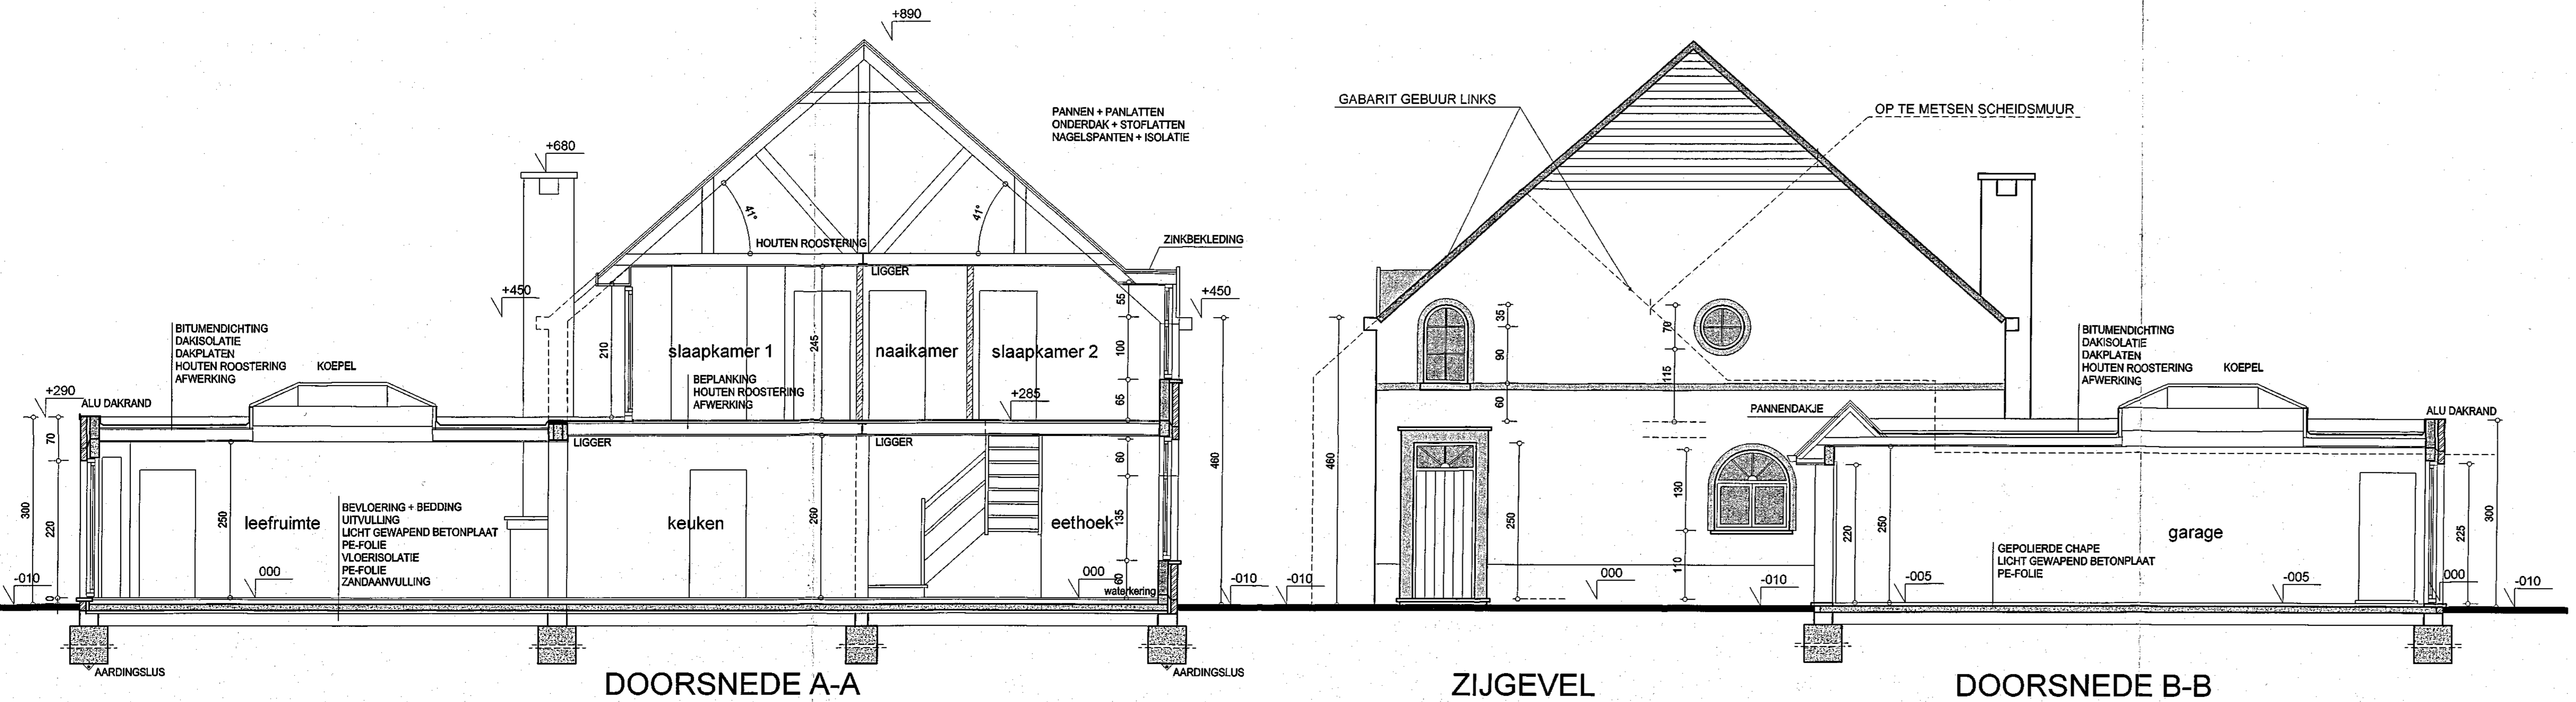 +890
+680
+450
+290
ALU DAKRAND
BITUMENDICHTING
DAKISOLATIE
DAKPLATEN
HOUTEN ROOSTERING
AFWERKING
KOEPEL
PANNEN + PANLATTEN
ONDERDAK + STOFLATTEN
NAGELSPANTEN + ISOLATIE
41°
41°
HOUTEN ROOSTERING
LIGGER
ZINKBEKLEDING
+450
210
slaapkamer 1
245
naaikamer
slaapkamer 2
55
100
65
BEPLANKING
HOUTEN ROOSTERING
AFWERKING
+285
LIGGER
LIGGER
70
300
220
0
-010
250
leefruimte
BEVLOERING + BEDDING
UITVULLING
LICHT GEWAPEND BETONPLAAT
PE-FOLIE
VLOERISOLATIE
PE-FOLIE
ZANDAANVULLING
000
keuken
260
eethoek
60
135
60
000
waterkering
460
-010
AARDINGSLUS
AARDINGSLUS
DOORSNEDE A-A
GABARIT GEBUUR LINKS
OP TE METSEN SCHEIDSMUUR
460
-010
35
90
60
70
115
250
130
110
000
-010
PANNENDAKJE
ZIJGEVEL
BITUMENDICHTING
DAKISOLATIE
DAKPLATEN
HOUTEN ROOSTERING
AFWERKING
KOEPEL
ALU DAKRAND
220
250
garage
GEPOLIERDE CHAPE
LICHT GEWAPEND BETONPLAAT
PE-FOLIE
-005
-005
225
300
000
-010
DOORSNEDE B-B